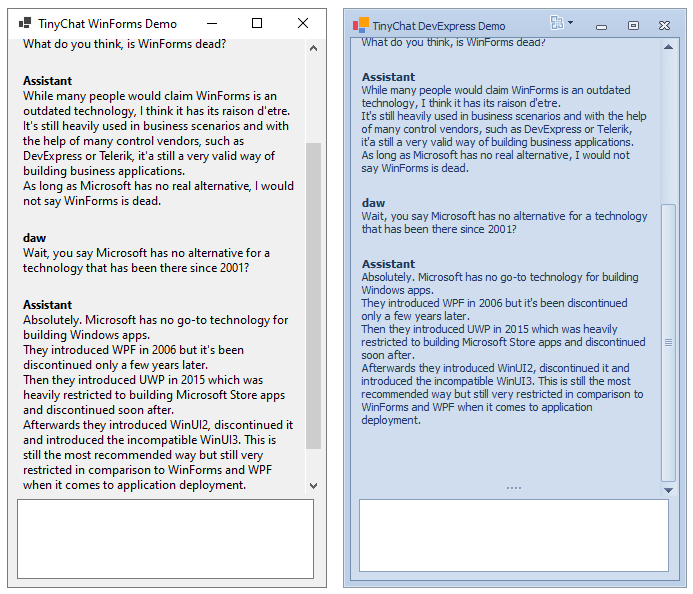 TinyChat WinForms Demo
What do you think, is WinForms dead?
Assistant
While many people would claim WinForms is an
outdated technology, I think it has its raison d'etre.
It's still heavily used in business scenarios and with
the help of many control vendors, such as
DevExpress or Telerik, it'a still a very valid way of
building business applications.
As long as Microsoft has no real alternative, I would
not say WinForms is dead.
daw
Wait, you say Microsoft has no alternative for a
technology that has been there since 2001?
Assistant
Absolutely. Microsoft has no go-to technology for
building Windows apps.
They introduced WPF in 2006 but it's been
discontinued only a few years later.
Then they introduced UWP in 2015 which was
heavily restricted to building Microsoft Store apps
and discontinued soon after.
Afterwards they introduced WinUI2, discontinued it
and introduced the incompatible WinUI3. This is
still the most recommended way but still very
restricted in comparison to WinForms and WPF
when it comes to application deployment.
TinyChat DevExpress Demo
What do you think, is WinForms dead?
Assistant
While many people would claim WinForms is an outdated
technology, I think it has its raison d'etre.
It's still heavily used in business scenarios and with the help
of many control vendors, such as DevExpress or Telerik,
it'a still a very valid way of building business applications.
As long as Microsoft has no real alternative, I would not
say WinForms is dead.
daw
Wait, you say Microsoft has no alternative for a technology
that has been there since 2001?
Assistant
Absolutely. Microsoft has no go-to technology for building
Windows apps.
They introduced WPF in 2006 but it's been discontinued
only a few years later.
Then they introduced UWP in 2015 which was heavily
restricted to building Microsoft Store apps and discontinued
soon after.
Afterwards they introduced WinUI2, discontinued it and
introduced the incompatible WinUI3. This is still the most
recommended way but still very restricted in comparison to
WinForms and WPF when it comes to application
deployment.